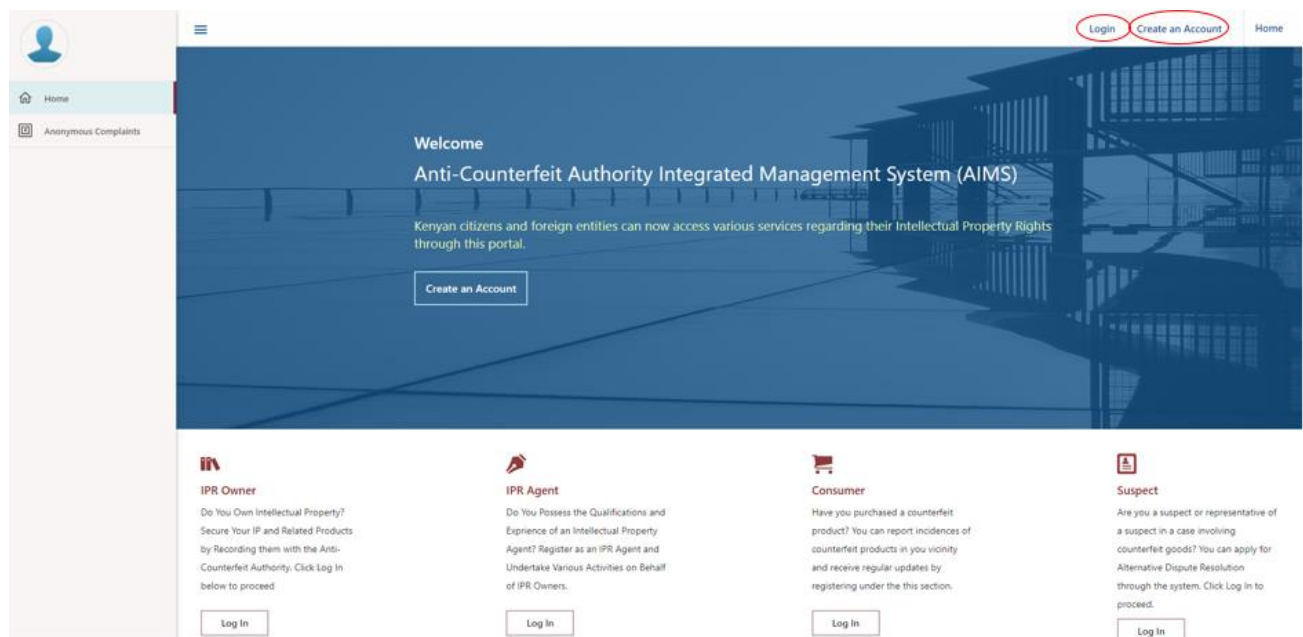 Login
Create an Account
Home
Home
Anonymous Complaints
Welcome
Anti-Counterfeit Authority Integrated Management System (AIMS)
Kenyan citizens and foreign entities can now access various services regarding their Intellectual Property Rights
through this portal.
Create an Account
IPR Owner
Do You Own Intellectual Property?
Secure Your IP and Related Products
by Recording them with the Anti-
Counterfeit Authority. Click Log In
below to proceed
Log In
IPR Agent
Do You Possess the Qualifications and
Exprience of an Intellectual Property
Agent? Register as an IPR Agent and
Undertake Various Activities on Behalf
of IPR Owners.
Log In
Consumer
Have you purchased a counterfeit
product? You can report incidences of
counterfeit products in you vicinity
and receive regular updates by
registering under the this section.
Log In
Suspect
Are you a suspect or representative of
a suspect in a case involving
counterfeit goods? You can apply for
Alternative Dispute Resolution
through the system. Click Log In to
proceed.
Log In